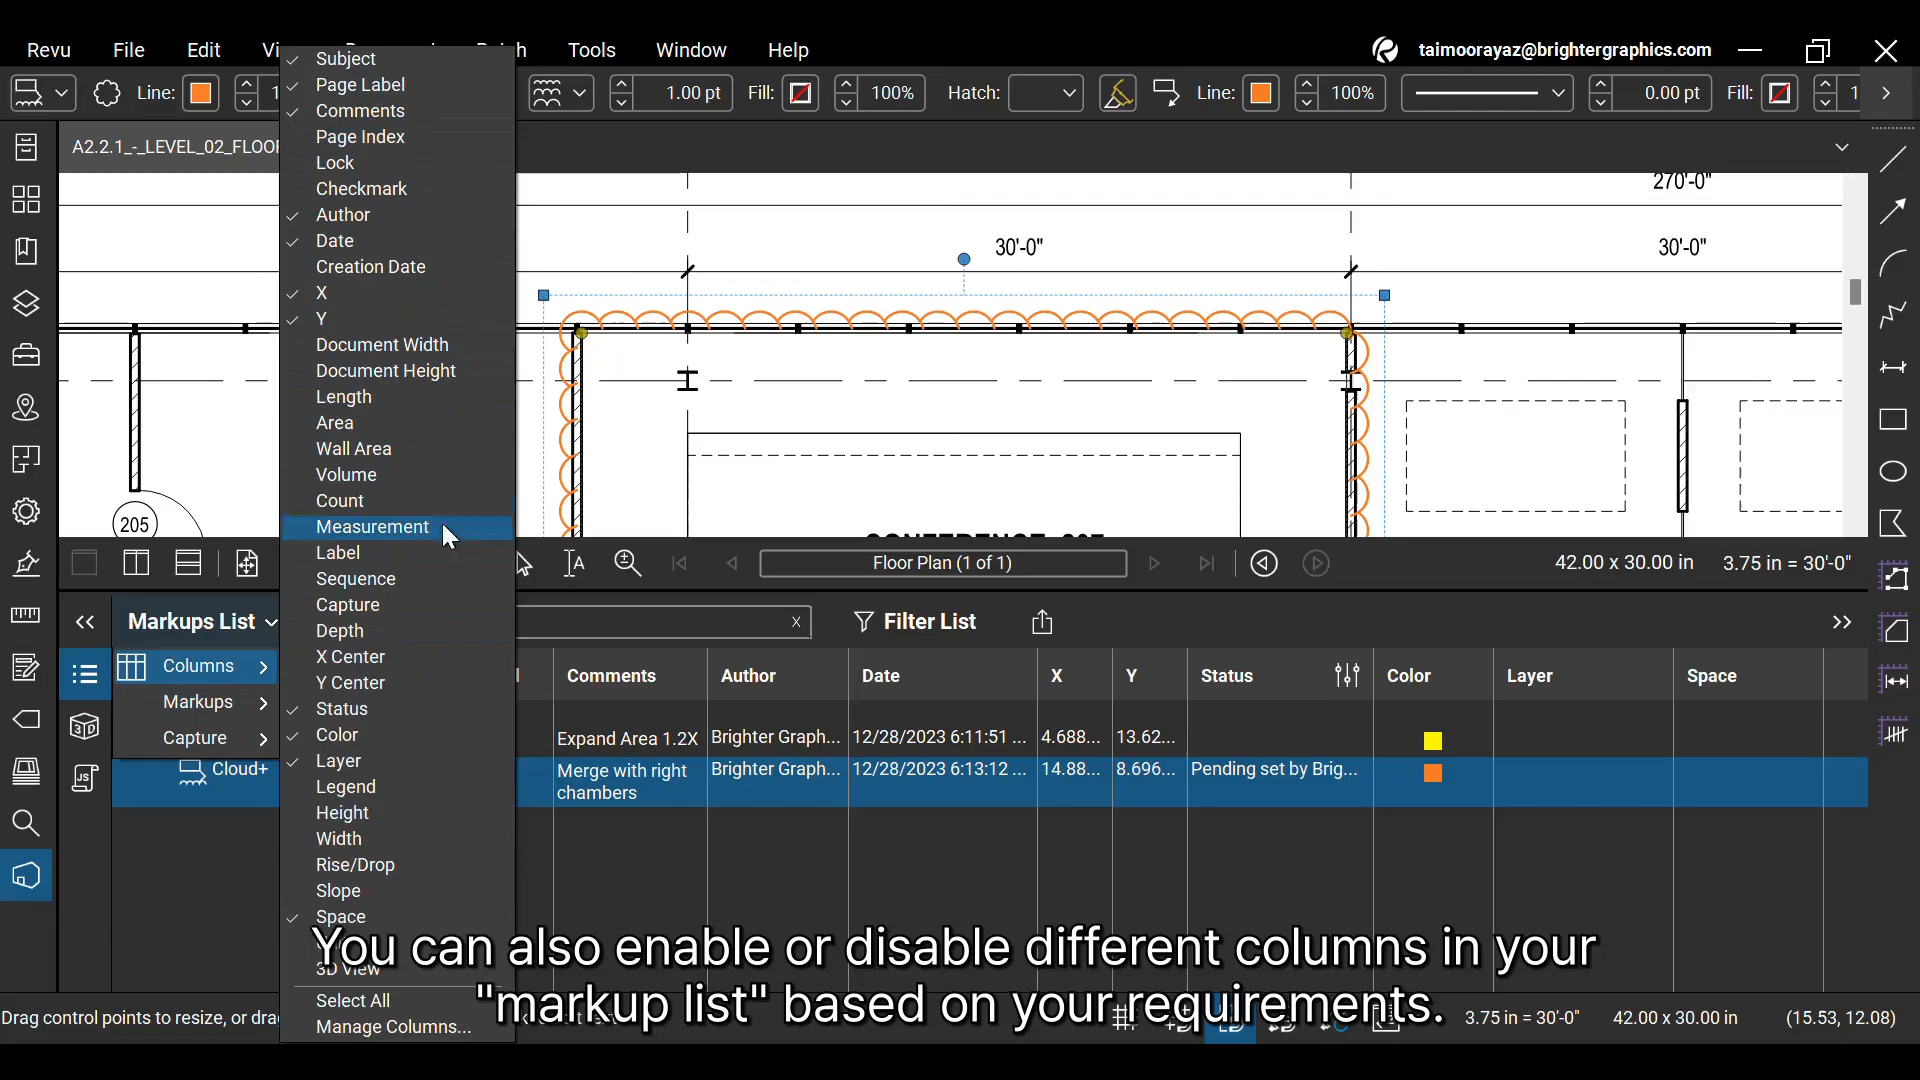 Revu File Edit Tools Window Help taimoorayaz@brightergraphics.com
Line: 1.00 pt Fill: 100% Hatch: Line: 100% 0.00 pt Fill: 1
A2.2.1_-_LEVEL_02_FLOOR
Subject
Page Label
Comments
Page Index
Lock
Checkmark
Author
Date
Creation Date
X
Y
Document Width
Document Height
Length
Area
Wall Area
Volume
Count
Measurement
Label
Sequence
Capture
Depth
X Center
Y Center
Status
Color
Layer
Legend
Height
Width
Rise/Drop
Slope
Space
3D View
Select All
Manage Columns...
270'-0"
30'-0"
30'-0"
205
Floor Plan (1 of 1) 42.00 x 30.00 in 3.75 in = 30'-0"
Markups List x Filter List
Columns
Markups
Capture
Comments Author Date X Y Status Color Layer Space
Expand Area 1.2X Brighter Graph... 12/28/2023 6:11:51 ... 4.688... 13.62...
Cloud+ Merge with right Brighter Graph... 12/28/2023 6:13:12 ... 14.88... 8.696... Pending set by Brig...
chambers
You can also enable or disable different columns in your
"markup list" based on your requirements.
Drag control points to resize, or dra 3.75 in = 30'-0" 42.00 x 30.00 in (15.53, 12.08)